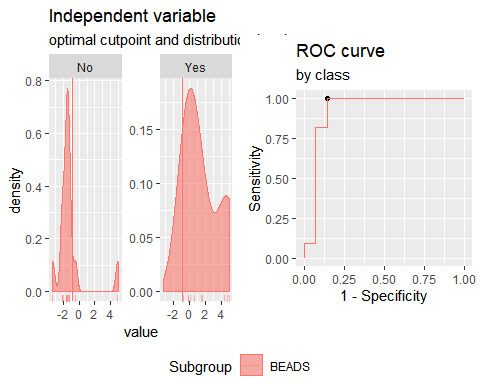 Independent variable
optimal cutpoint and distributic
No
Yes
0.8
0.6
0.4
0.2
0.0
0.15
0.10
0.05
0.00
-2 0 2 4
-2 0 2 4
density
value
ROC curve
by class
1.00
0.75
0.50
0.25
0.00
0.00 0.25 0.50 0.75 1.00
Sensitivity
1 - Specificity
Subgroup BEADS